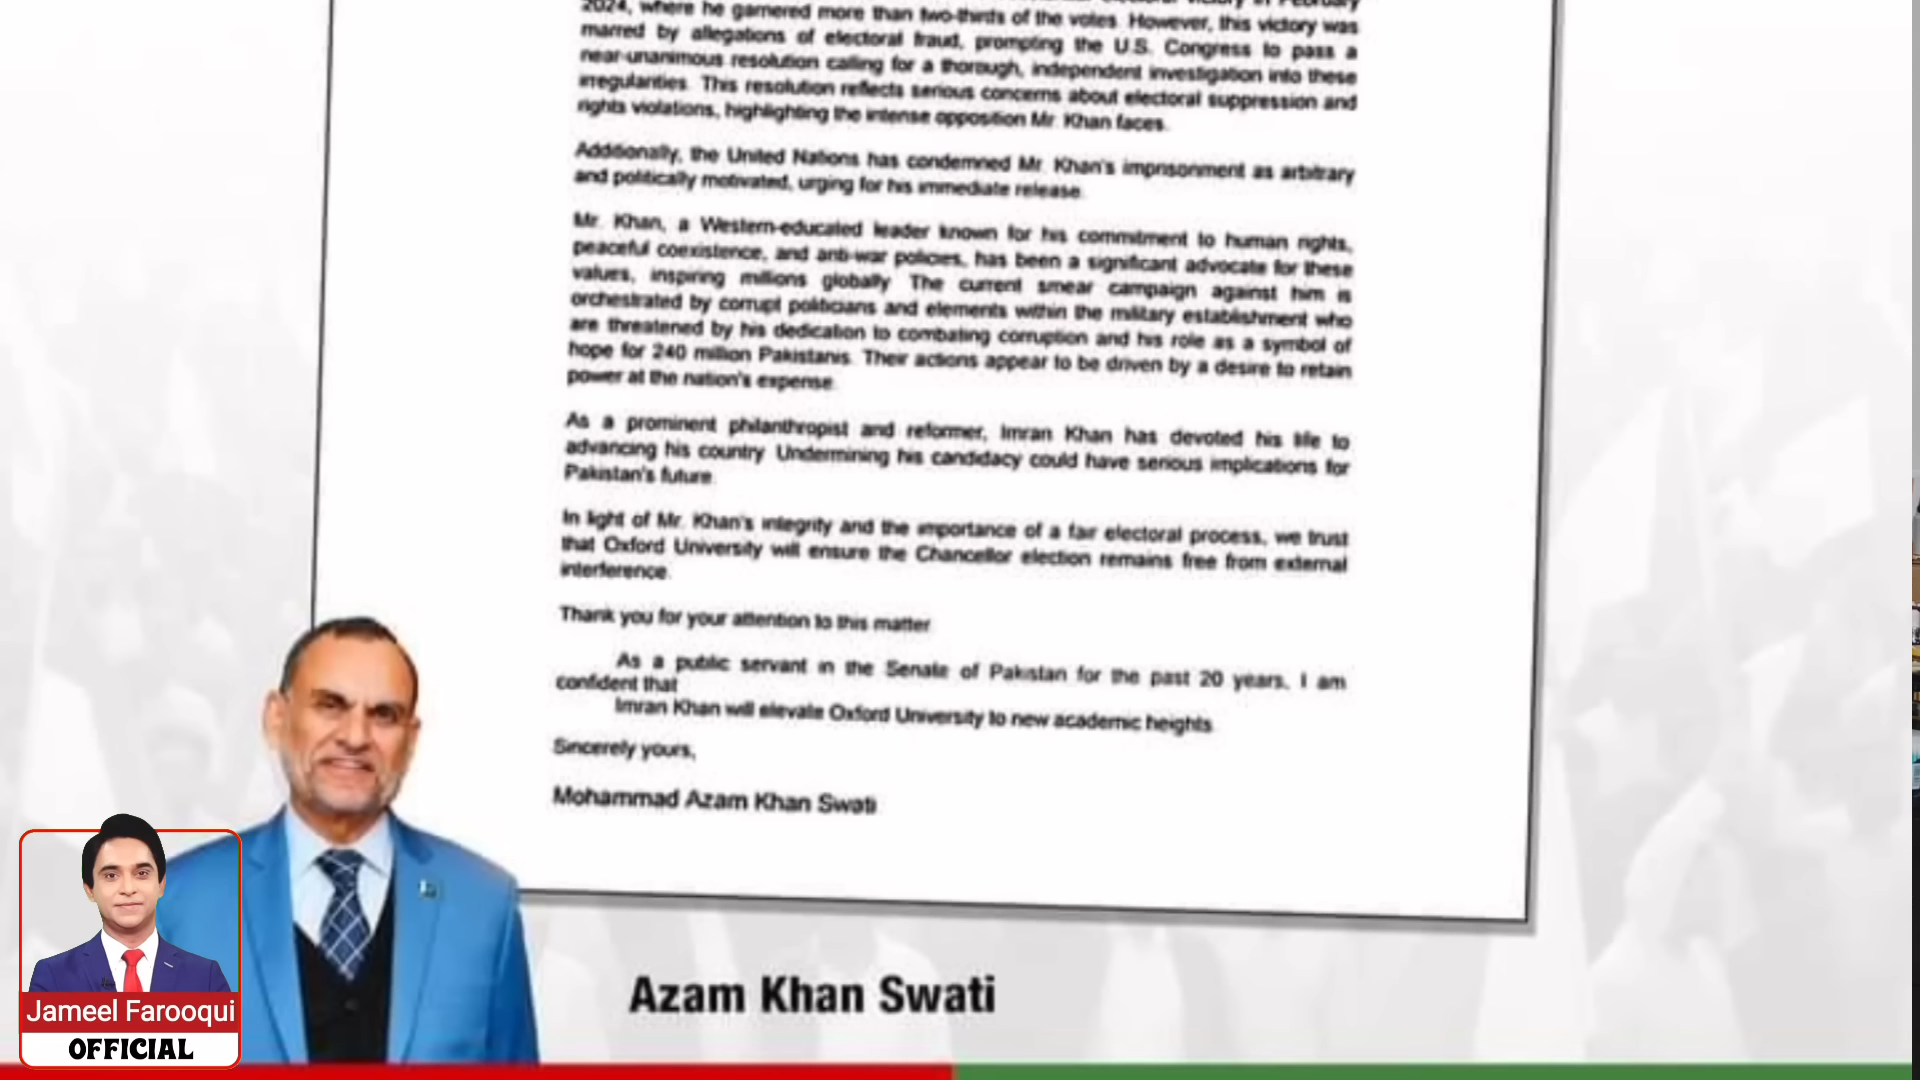 2024, where he garnered more than two-thirds of the votes. However, this victory was
marred by allegations of electoral fraud, prompting the U.S. Congress to pass a
near-unanimous resolution calling for a thorough, independent investigation into these
irregularities. This resolution reflects serious concerns about electoral suppression and
rights violations, highlighting the intense opposition Mr. Khan faces.
Additionally, the United Nations has condemned Mr. Khan's imprisonment as arbitrary
and politically motivated, urging for his immediate release.
Mr. Khan, a Western-educated leader known for his commitment to human rights,
peaceful coexistence, and anti-war policies, has been a significant advocate for these
values, inspiring millions globally. The current smear campaign against him is
orchestrated by corrupt politicians and elements within the military establishment who
are threatened by his dedication to combating corruption and his role as a symbol of
hope for 240 million Pakistanis. Their actions appear to be driven by a desire to retain
power at the nation's expense.
As a prominent philanthropist and reformer, Imran Khan has devoted his life to
advancing his country. Undermining his candidacy could have serious implications for
Pakistan's future.
In light of Mr. Khan's integrity and the importance of a fair electoral process, we trust
that Oxford University will ensure the Chancellor election remains free from external
interference.
Thank you for your attention to this matter
As a public servant in the Senate of Pakistan for the past 20 years, I am
confident that
Imran Khan will elevate Oxford University to new academic heights.
Sincerely yours,
Mohammad Azam Khan Swati
Azam Khan Swati
Jameel Farooqui
OFFICIAL